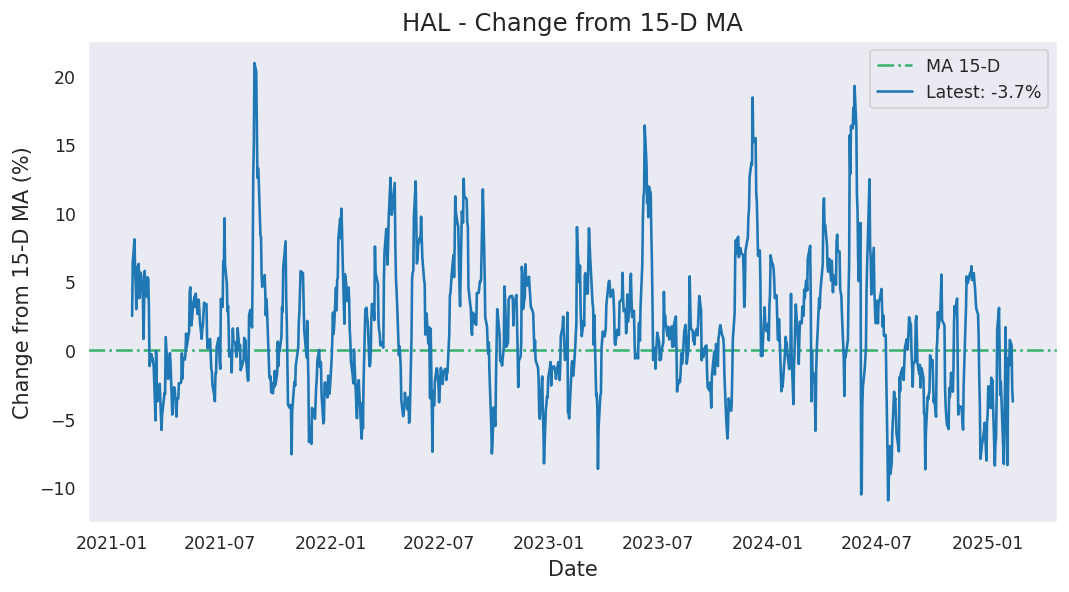 HAL - Change from 15-D MA
MA 15-D
Latest: -3.7%
Change from 15-D MA (%)
20
15
10
5
0
−5
−10
2021-01 2021-07 2022-01 2022-07 2023-01 2023-07 2024-01 2024-07 2025-01
Date